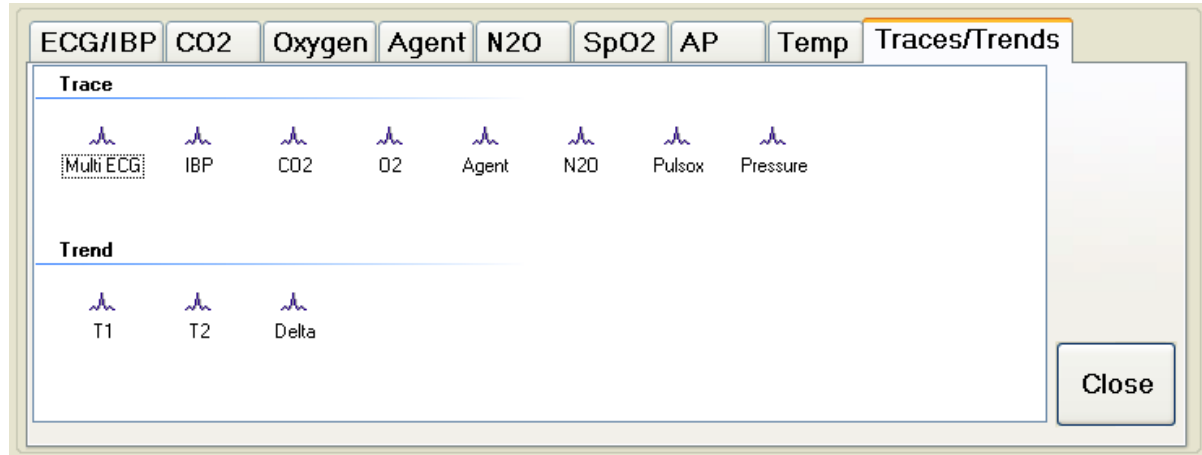 ECG/IBP CO2 Oxygen Agent N2O SpO2 AP Temp Traces/Trends
Trace
Multi ECG IBP CO2 O2 Agent N2O Pulsox Pressure
Trend
T1 T2 Delta
Close